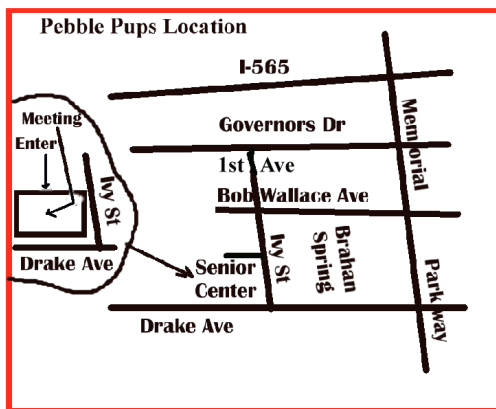 Pebble Pups Location
I-565
Meeting
Enter
Governors Dr
Memorial
1st Ave
Ivy St
Bob Wallace Ave
Drake Ave
Senior
Center
Ivy St
Brahan
Spring
Parkway
Drake Ave